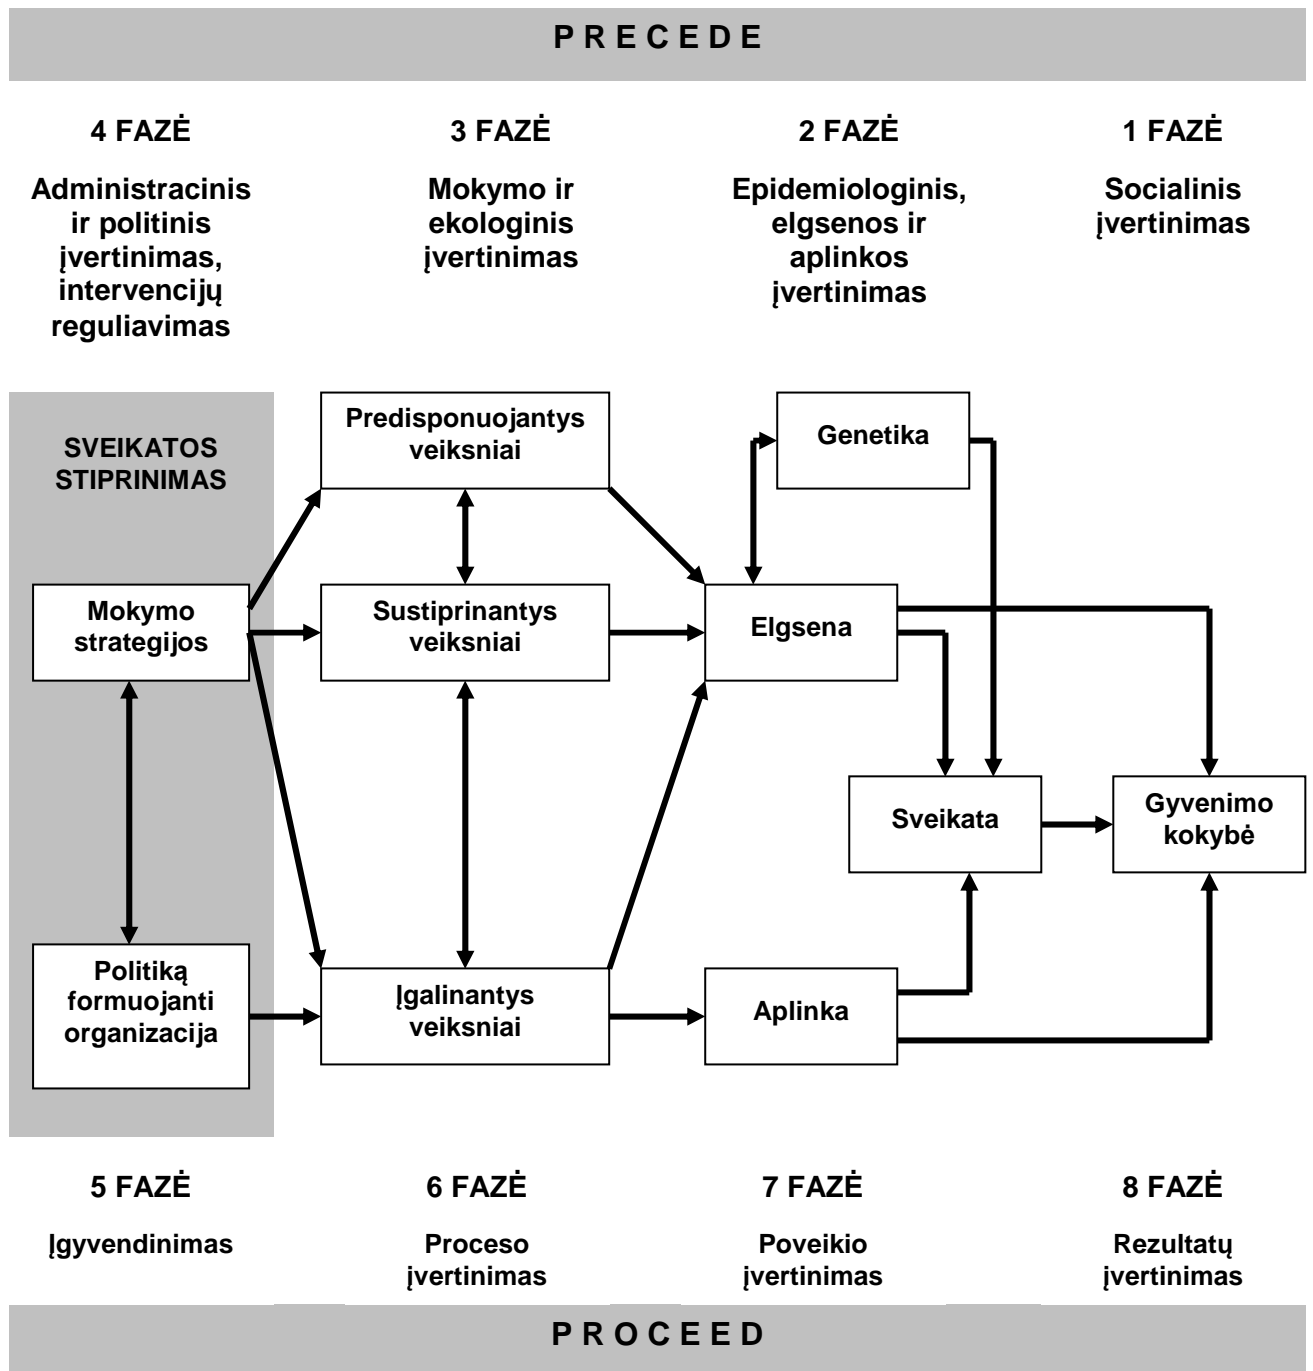 PRECEDE
4 FAZĖ
Administracinis
ir politinis
įvertinimas,
intervencijų
reguliavimas
3 FAZĖ
Mokymo ir
ekologinis
įvertinimas
2 FAZĖ
Epidemiologinis,
elgsenos ir
aplinkos
įvertinimas
1 FAZĖ
Socialinis
įvertinimas
SVEIKATOS
STIPRINIMAS
Predisponuojantys
veiksniai
Genetika
Mokymo
strategijos
Sustiprinantys
veiksniai
Elgsena
Sveikata
Gyvenimo
kokybė
Politiką
formuojanti
organizacija
Įgalinantys
veiksniai
Aplinka
5 FAZĖ
Įgyvendinimas
6 FAZĖ
Proceso
įvertinimas
7 FAZĖ
Poveikio
įvertinimas
8 FAZĖ
Rezultatų
įvertinimas
PROCEED